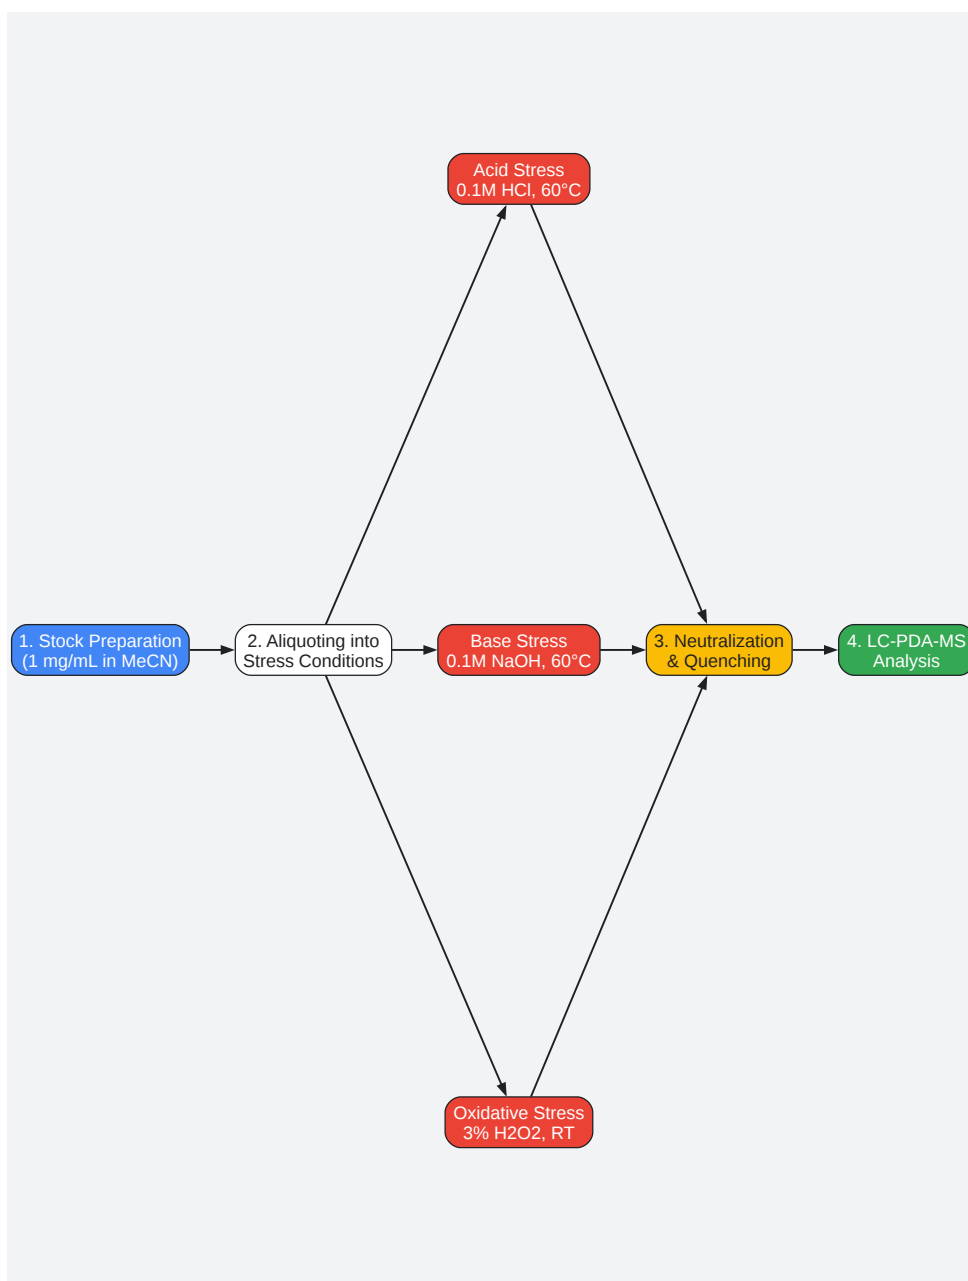 Acid Stress
0.1M HCl, 60°C
1. Stock Preparation
(1 mg/mL in MeCN)
2. Aliquoting into
Stress Conditions
Base Stress
0.1M NaOH, 60°C
3. Neutralization
& Quenching
4. LC-PDA-MS
Analysis
Oxidative Stress
3% H2O2, RT